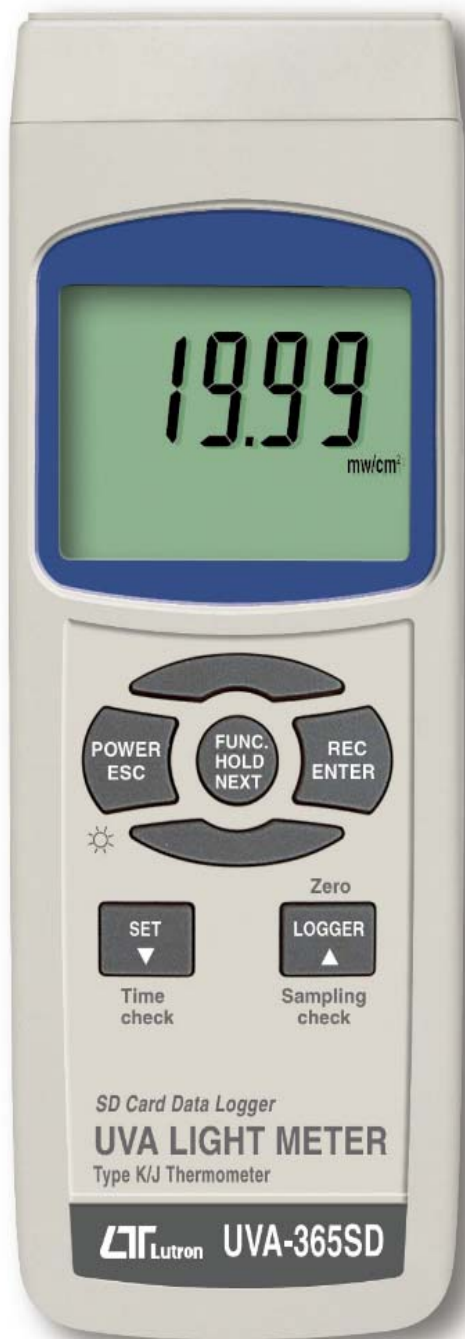 19.99
mw/cm²
POWER
ESC
FUNC.
HOLD
NEXT
REC
ENTER
Zero
SET
▼
LOGGER
▲
Time
check
Sampling
check
SD Card Data Logger
UVA LIGHT METER
Type K/J Thermometer
LT Lutron UVA-365SD